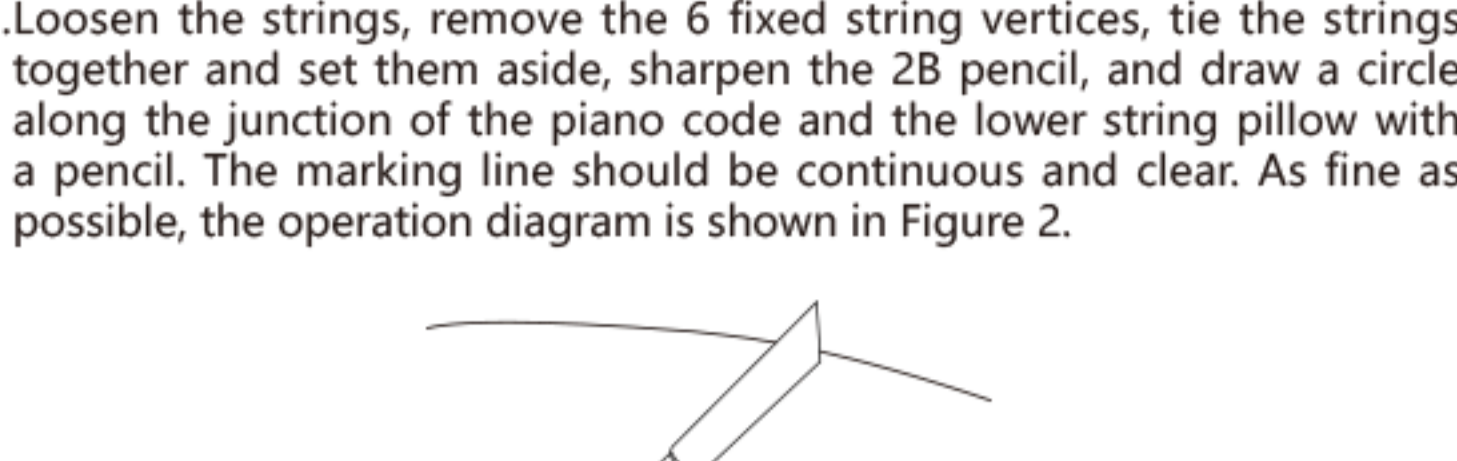 .Loosen the strings, remove the 6 fixed string vertices, tie the strings
together and set them aside, sharpen the 2B pencil, and draw a circle
along the junction of the piano code and the lower string pillow with
a pencil. The marking line should be continuous and clear. As fine as
possible, the operation diagram is shown in Figure 2.